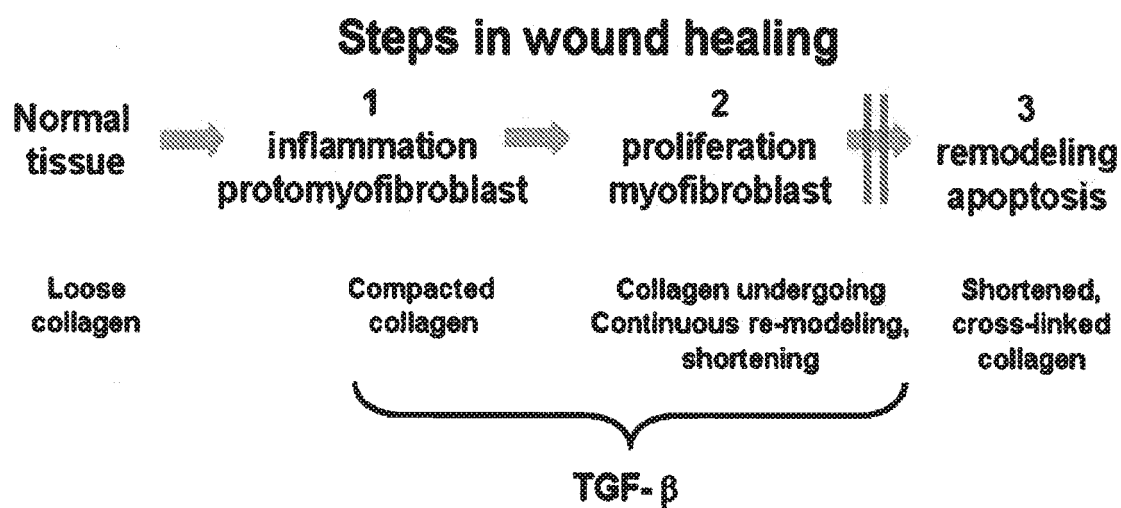 Steps in wound healing
Normal
tissue
1
inflammation
protomyofibroblast
2
proliferation
myofibroblast
3
remodeling
apoptosis
Loose
collagen
Compacted
collagen
Collagen undergoing
Continuous re-modeling,
shortening
Shortened,
cross-linked
collagen
TGF- β